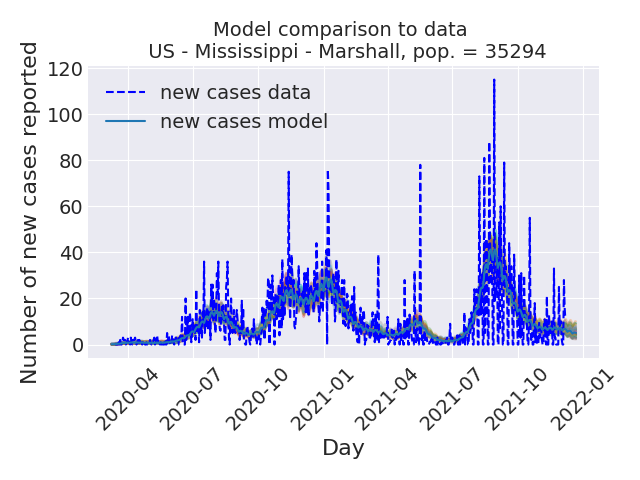 Model comparison to data
US - Mississippi - Marshall, pop. = 35294
Number of new cases reported
120
100
80
60
40
20
0
new cases data
new cases model
2020-04
2020-07
2020-10
2021-01
2021-04
2021-07
2021-10
2022-01
Day